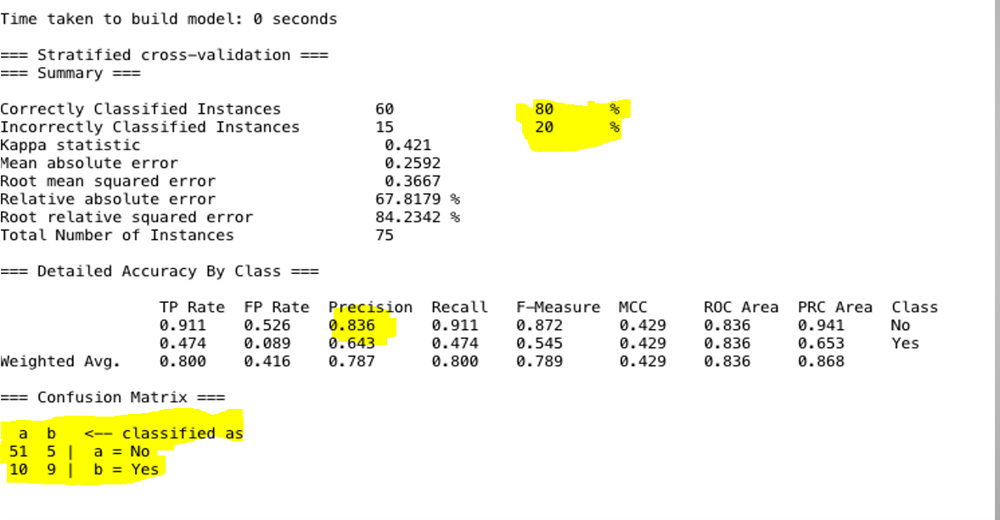 Time taken to build model: 0 seconds
=== Stratified cross-validation ===
=== Summary ===
Correctly Classified Instances 60 80 %
Incorrectly Classified Instances 15 20 %
Kappa statistic 0.421
Mean absolute error 0.2592
Root mean squared error 0.3667
Relative absolute error 67.8179 %
Root relative squared error 84.2342 %
Total Number of Instances 75
=== Detailed Accuracy By Class ===
TP Rate FP Rate Precision Recall F-Measure MCC ROC Area PRC Area Class
0.911 0.526 0.836 0.911 0.872 0.429 0.836 0.941 No
0.474 0.089 0.643 0.474 0.545 0.429 0.836 0.653 Yes
Weighted Avg. 0.800 0.416 0.787 0.800 0.789 0.429 0.836 0.868
=== Confusion Matrix ===
a b <-- classified as
51 5 | a = No
10 9 | b = Yes